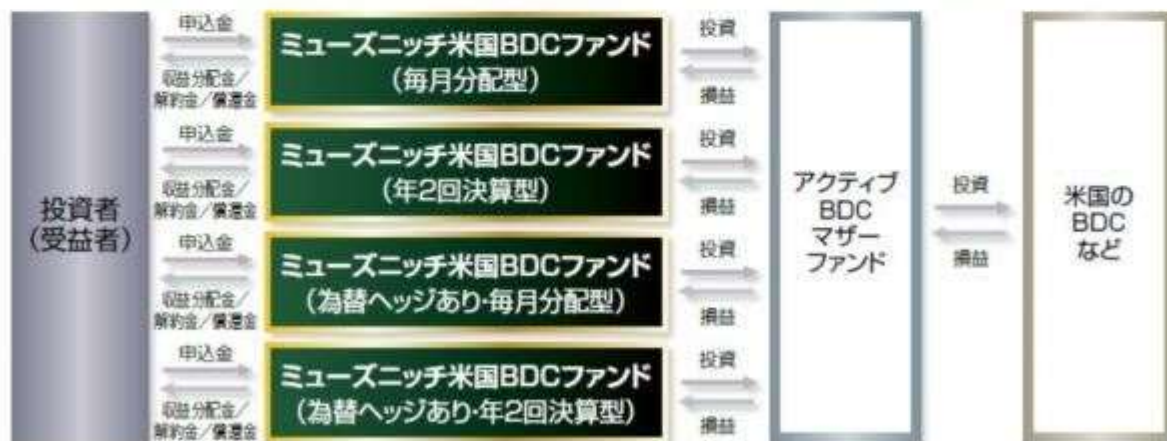 投資者
(受益者)
申込金
収益分配金/
解約金/償還金
ミューズニッチ米国BDCファンド
(毎月分配型)
投資
損益
申込金
収益分配金/
解約金/償還金
ミューズニッチ米国BDCファンド
(年2回決算型)
投資
損益
申込金
収益分配金/
解約金/償還金
ミューズニッチ米国BDCファンド
(為替ヘッジあり・毎月分配型)
投資
損益
申込金
収益分配金/
解約金/償還金
ミューズニッチ米国BDCファンド
(為替ヘッジあり・年2回決算型)
投資
損益
アクティブ
BDC
マザー
ファンド
投資
損益
米国の
BDC
など